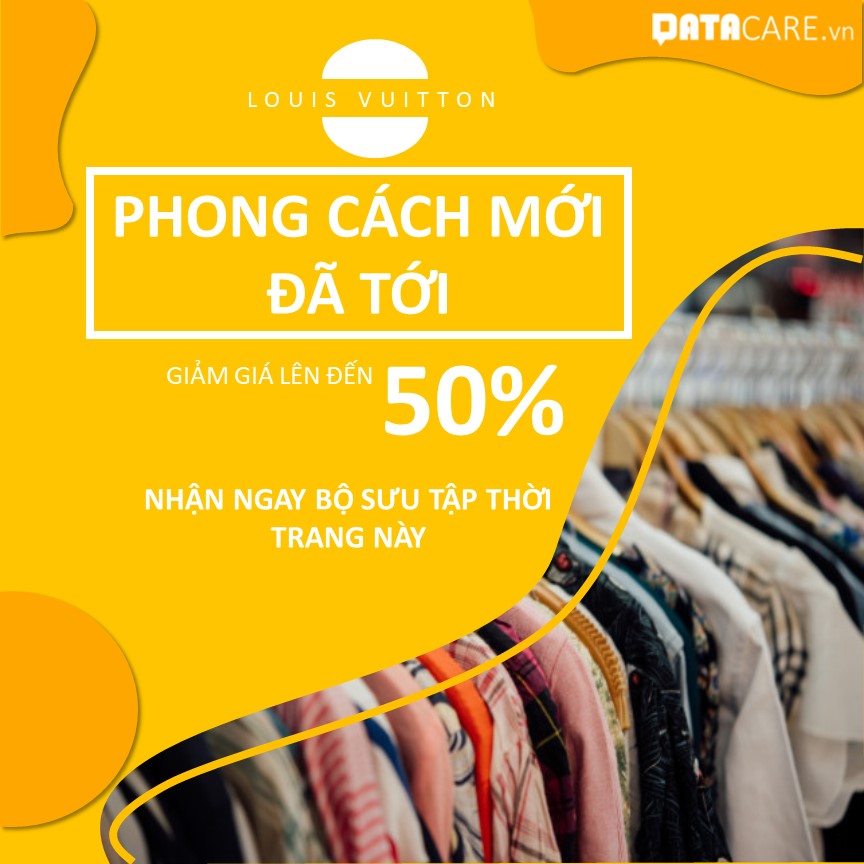 DATACARE.vn
LOUIS VUITTON
PHONG CÁCH MỚI
ĐÃ TỚI
GIẢM GIÁ LÊN ĐẾN 50%
NHẬN NGAY BỘ SƯU TẬP THỜI
TRANG NÀY